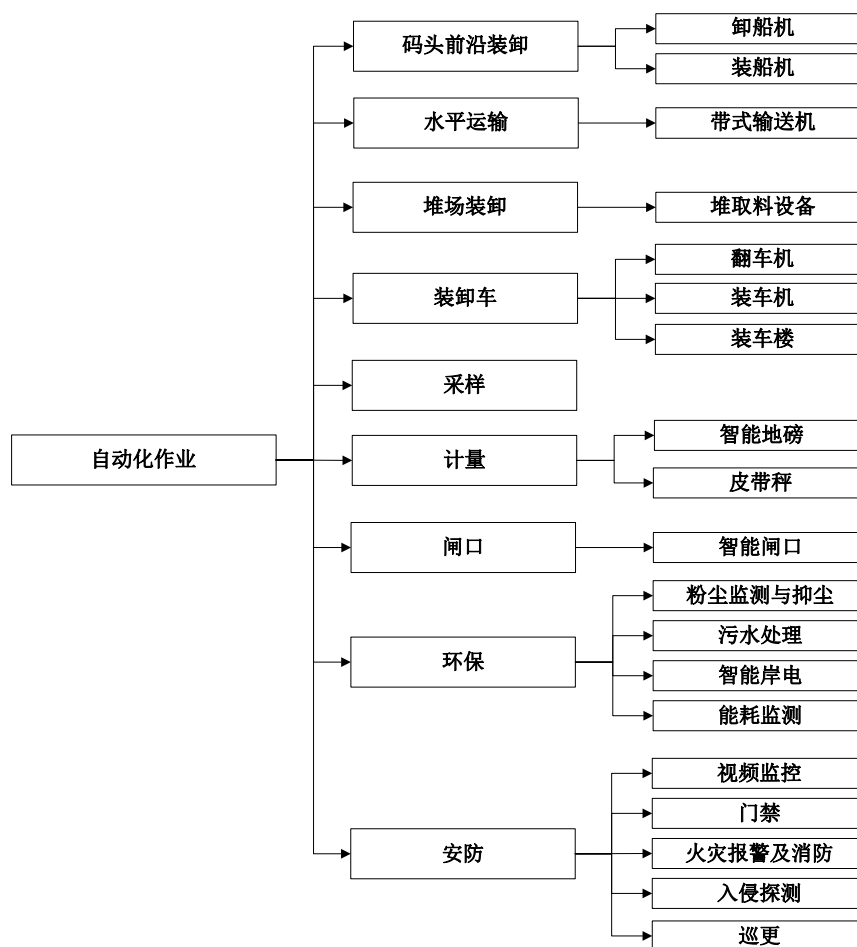 自动化作业
码头前沿装卸
卸船机
装船机
水平运输
带式输送机
堆场装卸
堆取料设备
装卸车
翻车机
装车机
装车楼
采样
计量
智能地磅
皮带秤
闸口
智能闸口
环保
粉尘监测与抑尘
污水处理
智能岸电
能耗监测
安防
视频监控
门禁
火灾报警及消防
入侵探测
巡更